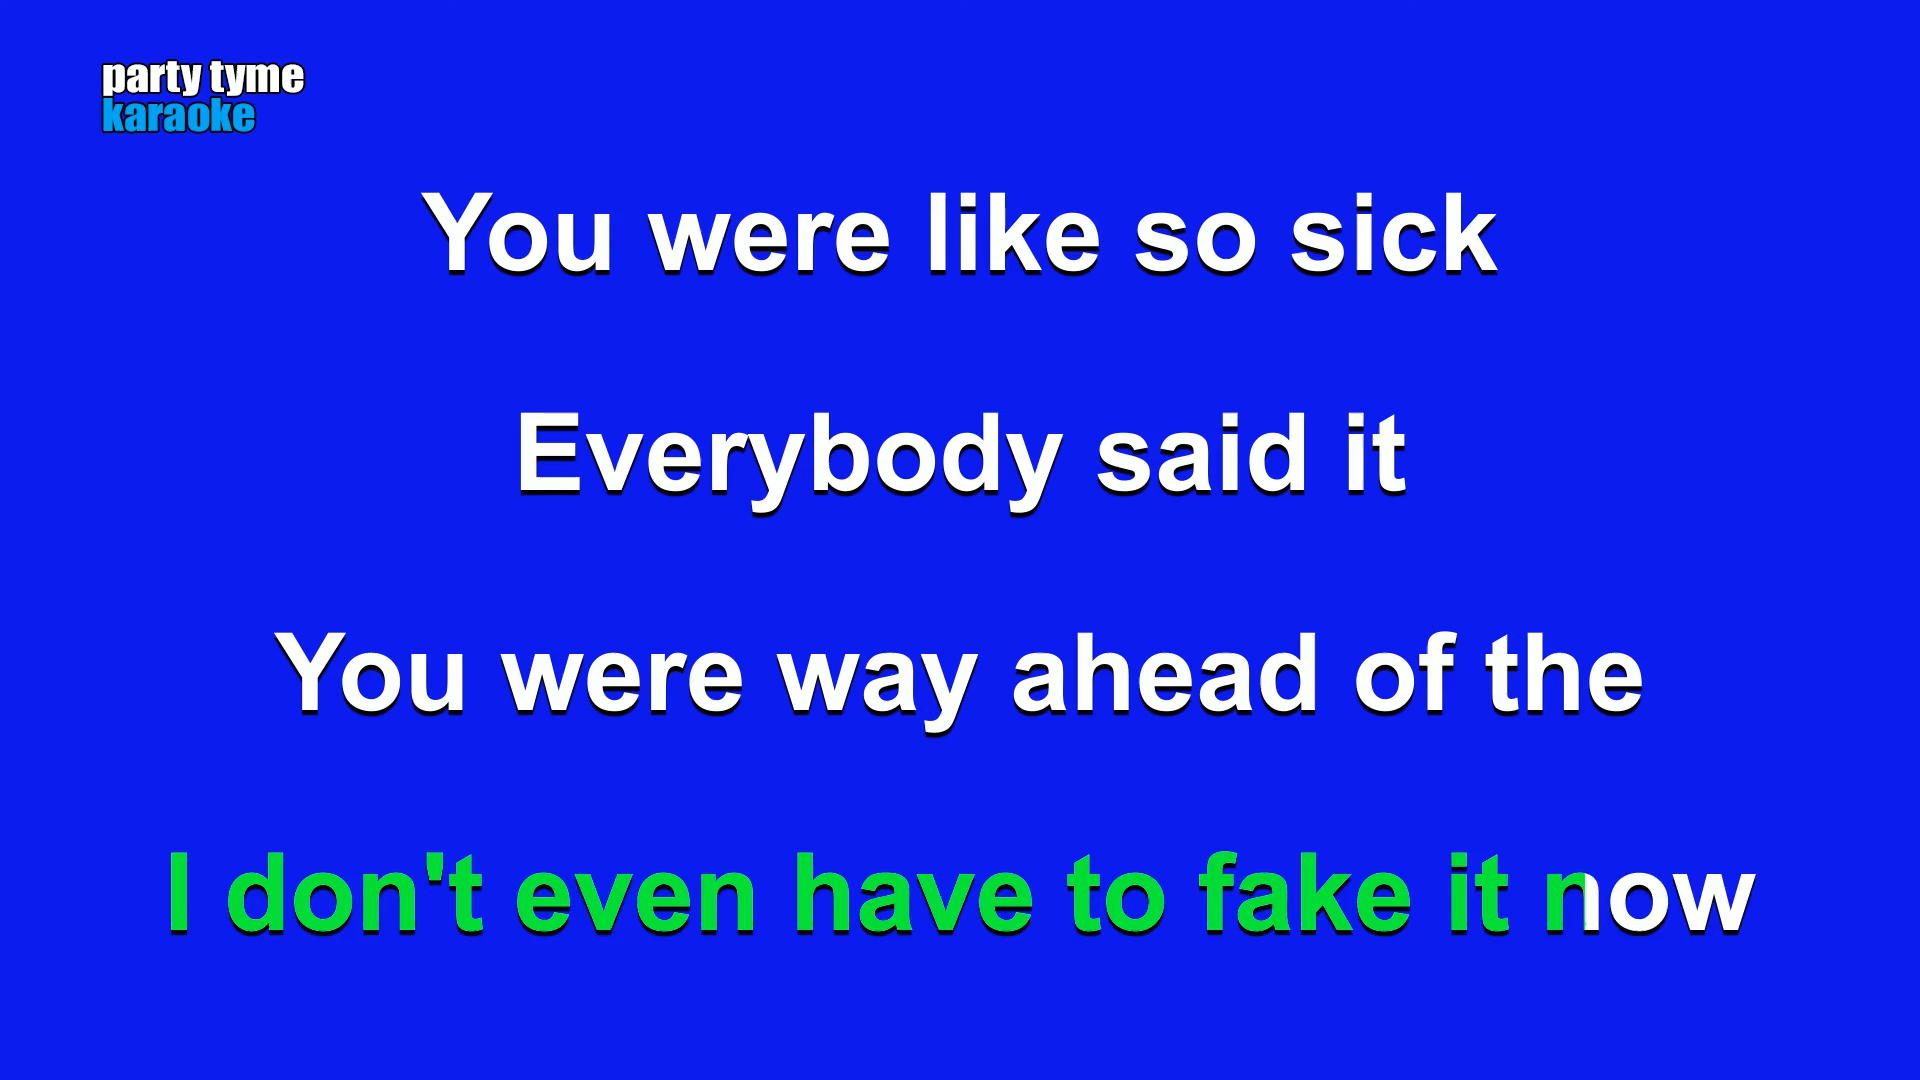 party tyme
karaoke
You were like so sick
Everybody said it
You were way ahead of the
I don't even have to fake it now